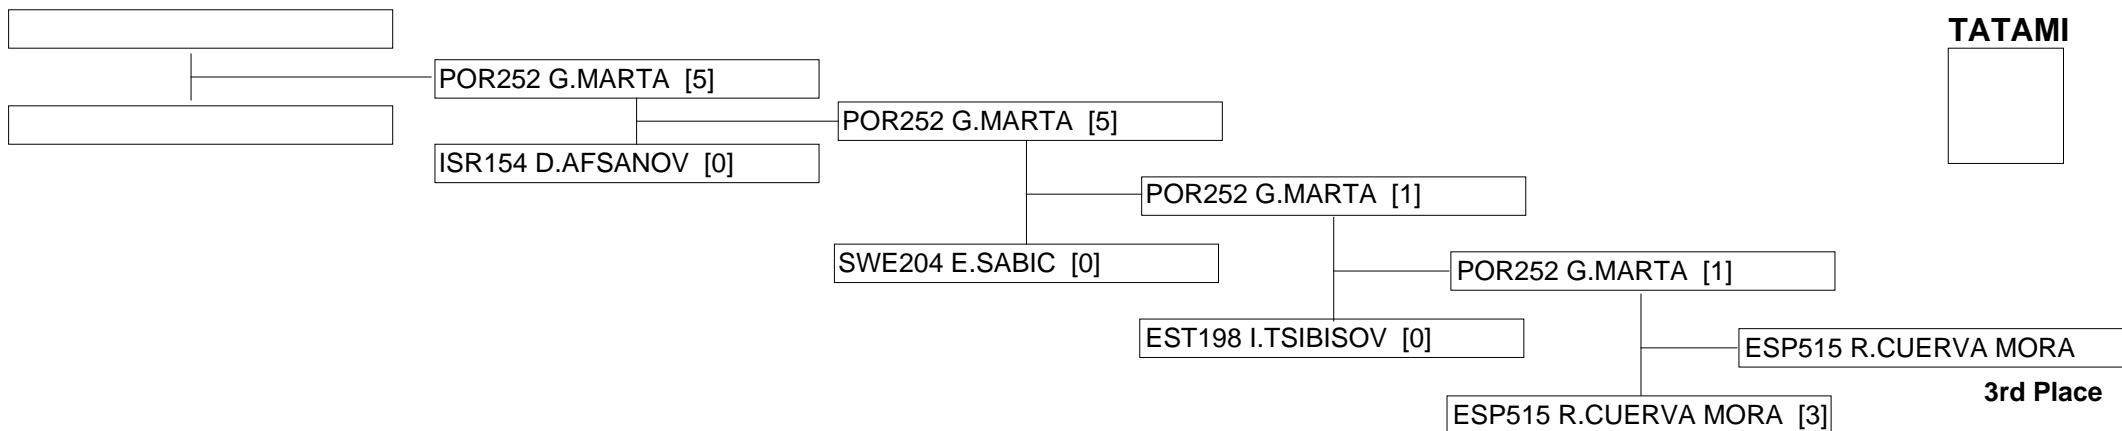 TATAMI
POR252 G.MARTA [5]
POR252 G.MARTA [5]
ISR154 D.AFSANOV [0]
POR252 G.MARTA [1]
SWE204 E.SABIC [0]
POR252 G.MARTA [1]
EST198 I.TSIBISOV [0]
ESP515 R.CUERVA MORA
3rd Place
ESP515 R.CUERVA MORA [3]